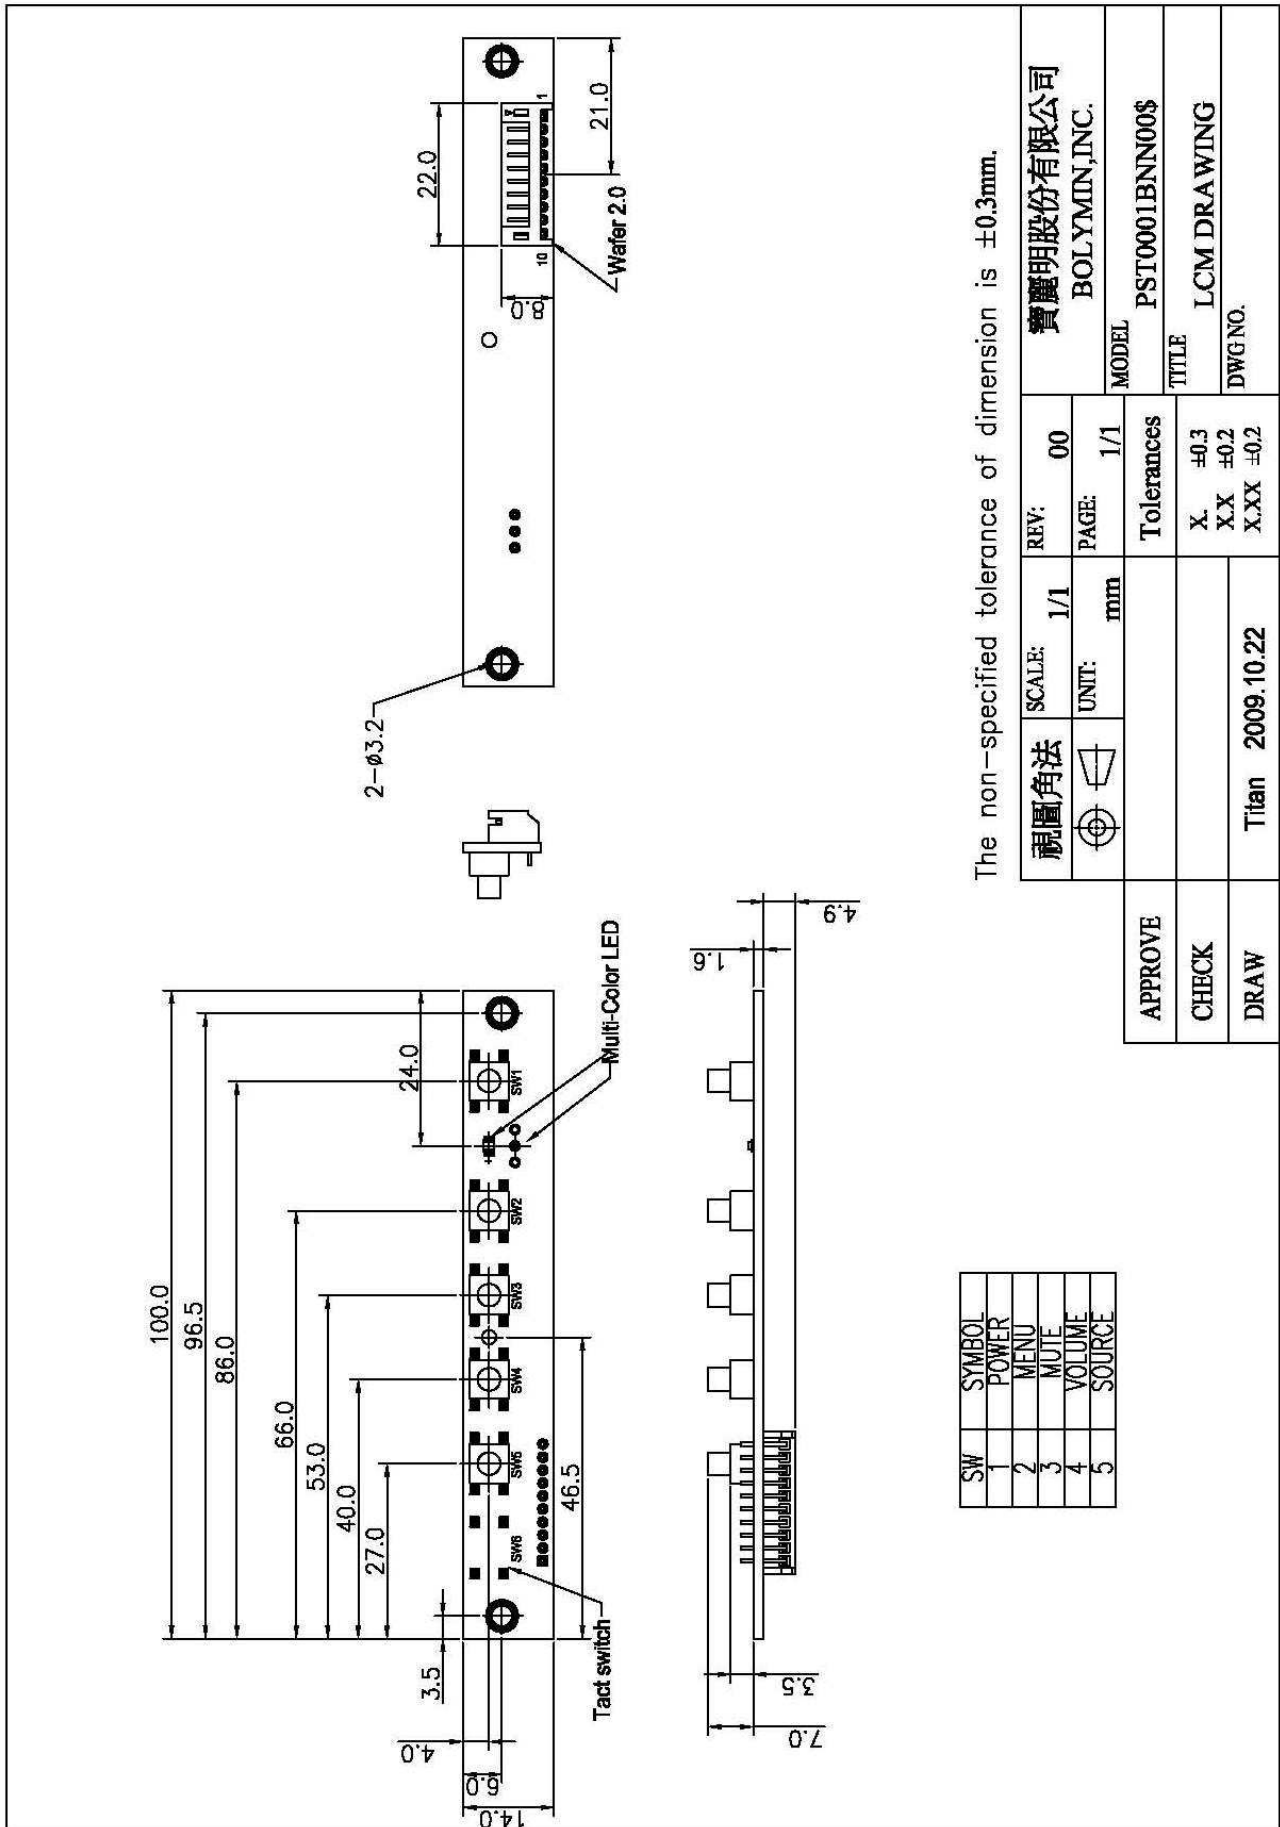 100.0
96.5
86.0
66.0
53.0
40.0
27.0
3.5
24.0
46.5
4.0
6.0
14.0
SW1
SW2
SW3
SW4
SW5
SW6
Tact switch
Multi-Color LED
2-ø3.2
22.0
8.0
10
1
21.0
Wafer 2.0
1.6
4.9
3.5
7.0
SW SYMBOL
1 POWER
2 MENU
3 MUTE
4 VOLUME
5 SOURCE
The non-specified tolerance of dimension is ±0.3mm.
視圖角法
SCALE: 1/1
UNIT: mm
REV: 00
PAGE: 1/1
寶麗明股份有限公司
BOLYMIN,INC.
MODEL
PST0001BNN00$
TITLE
LCM DRAWING
DWG NO.
Tolerances
X. ±0.3
X.X ±0.2
X.XX ±0.2
APPROVE
CHECK
DRAW Titan 2009.10.22